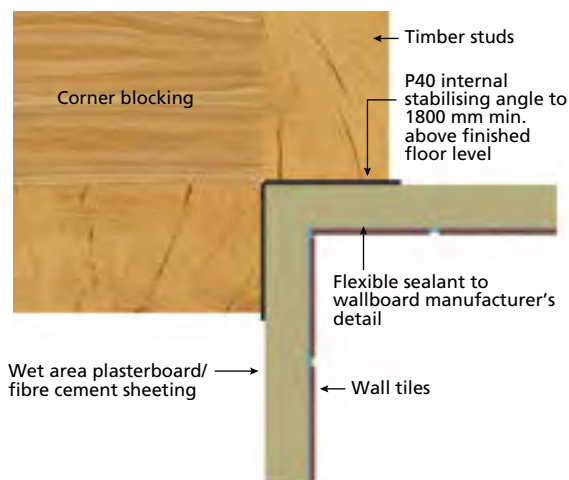 Timber studs
Corner blocking
P40 internal
stabilising angle to
1800 mm min.
above finished
floor level
Flexible sealant to
wallboard manufacturer's
detail
Wet area plasterboard/
fibre cement sheeting
Wall tiles